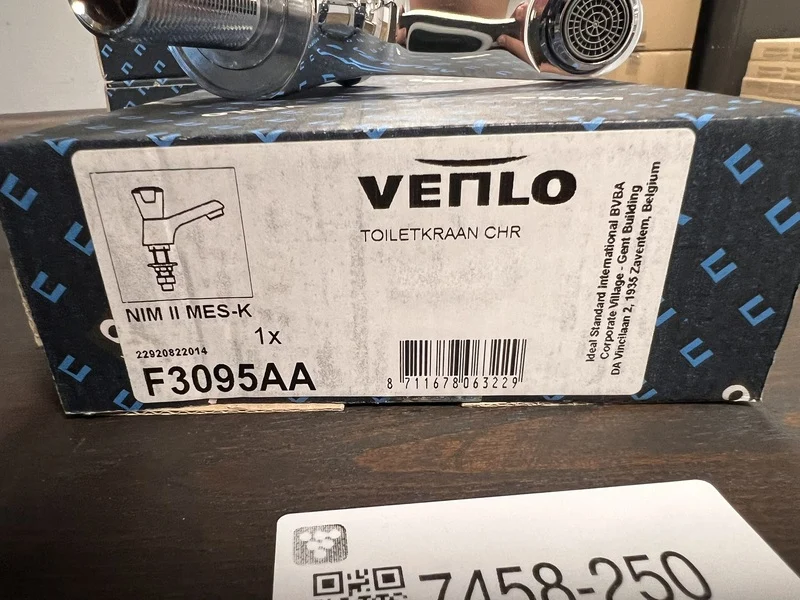 VENLO
TOILETKRAAN CHR
NIM II MES-K
1x
22920822014
F3095AA
8 711678 063229
Ideal Standard International BVBA
Corporate Village - Gent Building
DA Vincilaan 2, 1935 Zaventem, Belgium
7458-250